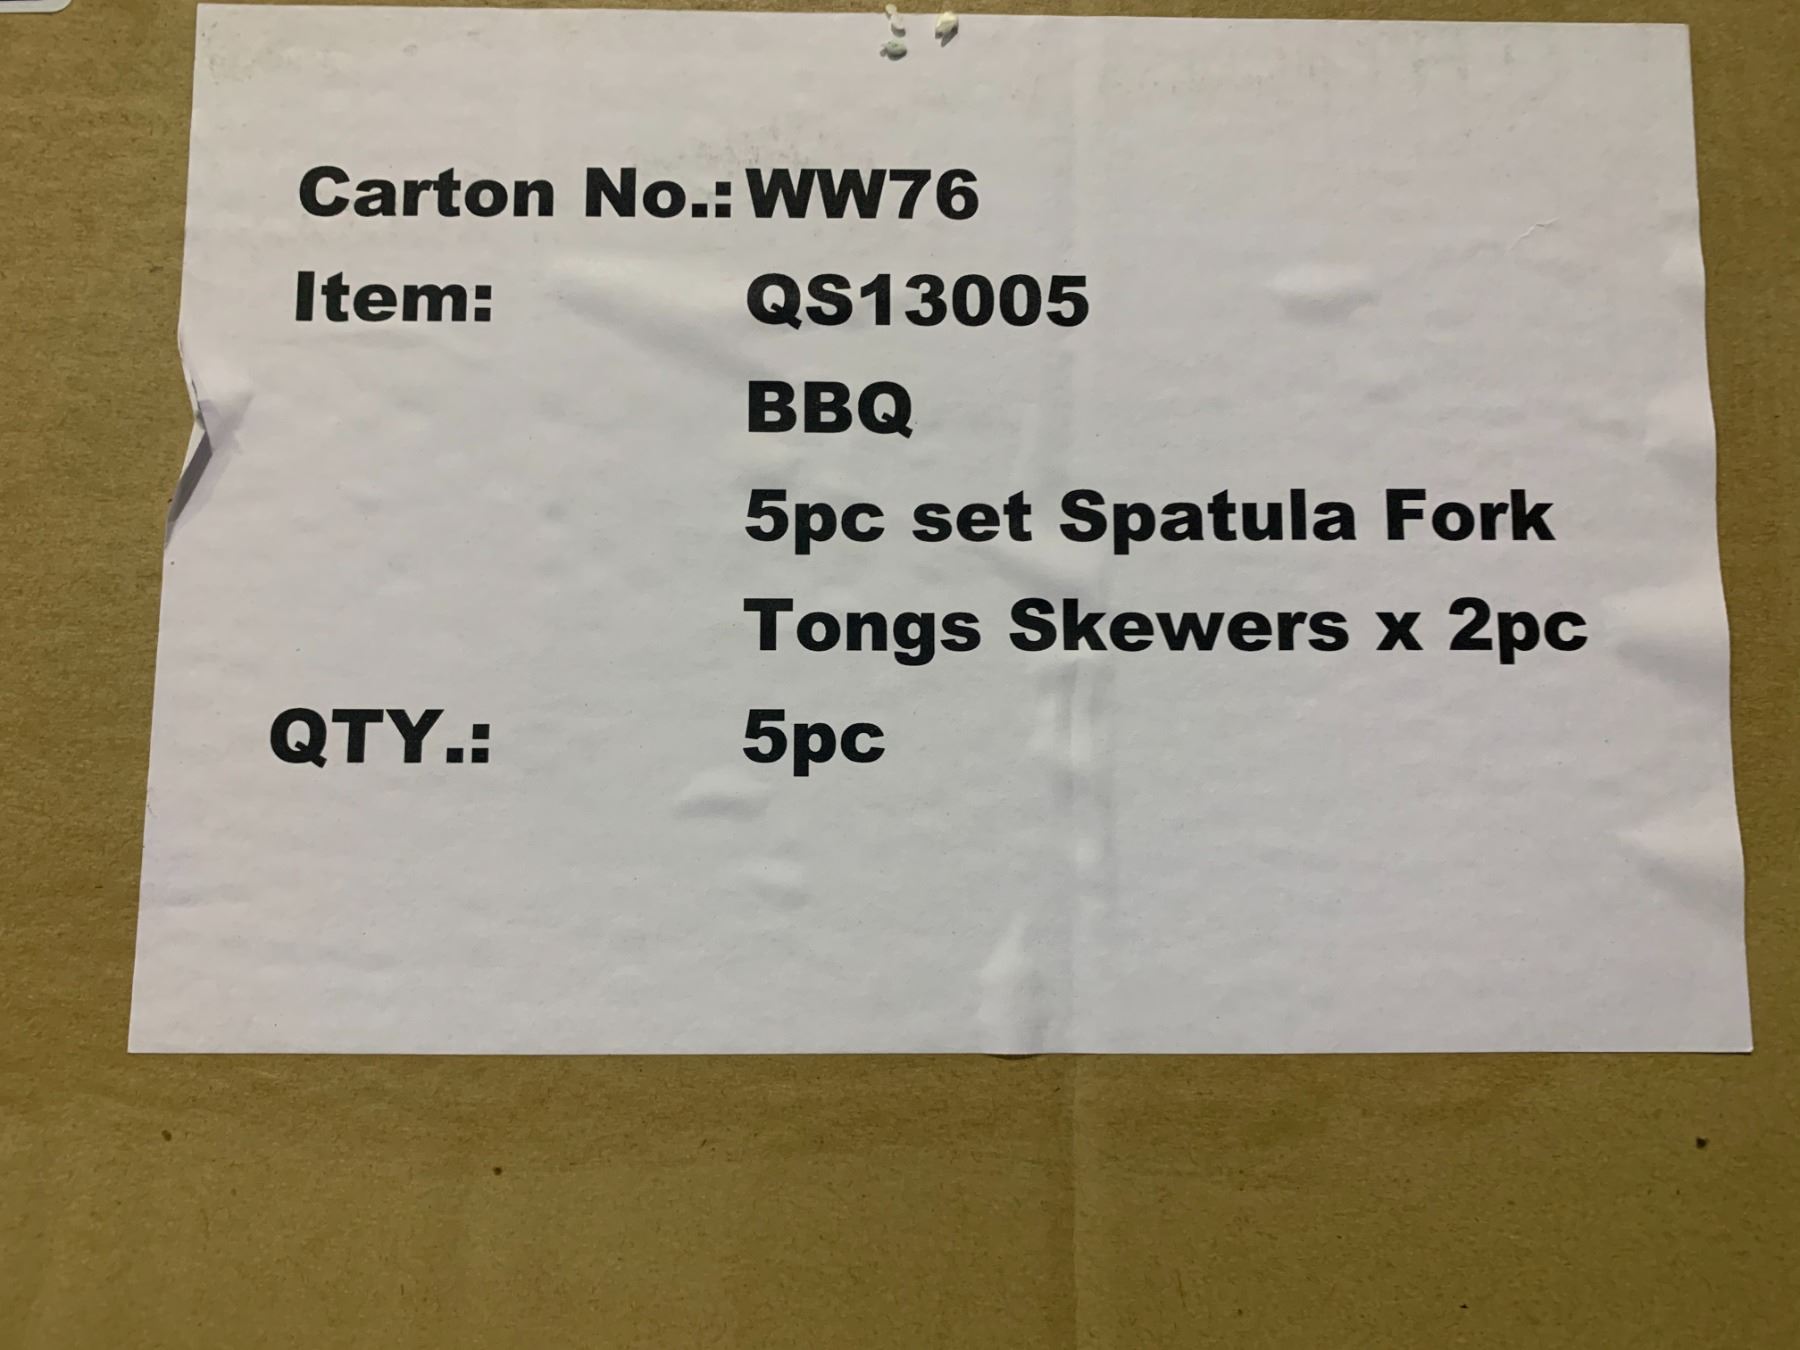 Carton No.: WW76
Item: QS13005
BBQ
5pc set Spatula Fork
Tongs Skewers x 2pc
QTY.: 5pc